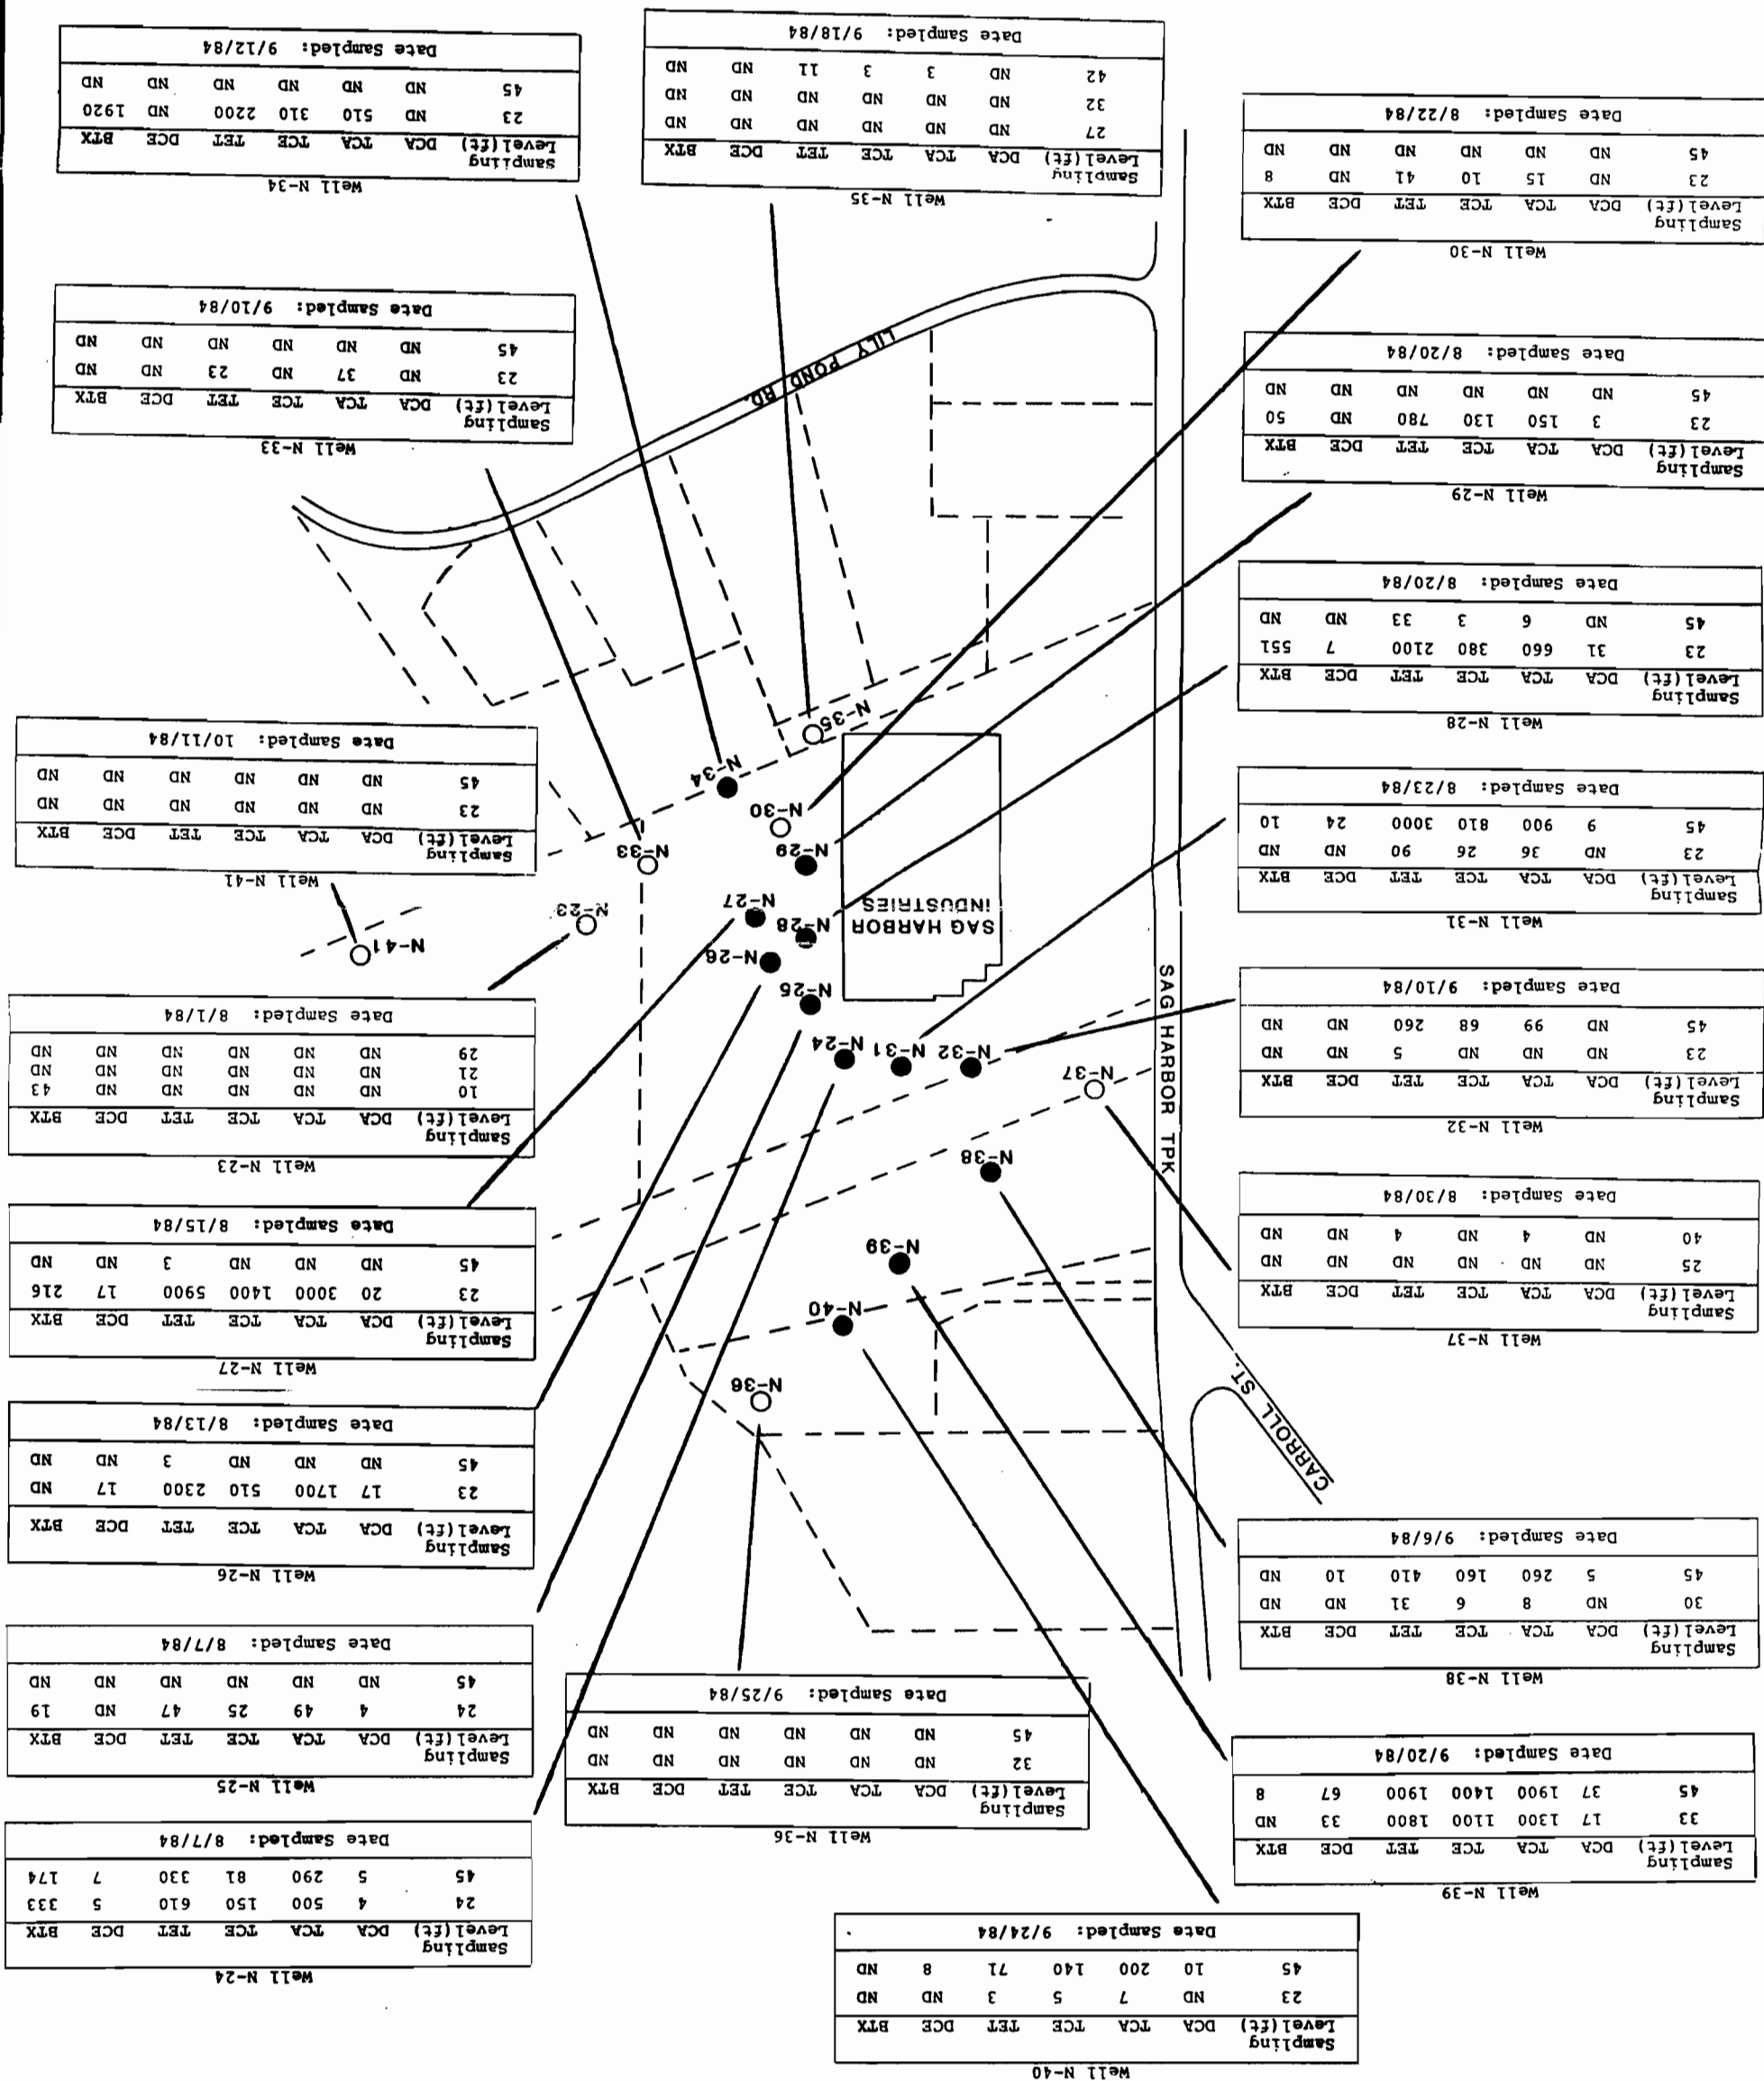 Well N-40
Sampling
Level(ft) DCA TCA TCE TET DCE BTX
23 ND 7 5 3 ND ND
45 10 200 140 71 8 ND
Date Sampled: 9/24/84
Well N-24
Sampling
Level(ft) DCA TCA TCE TET DCE BTX
24 4 500 150 610 5 333
45 5 290 81 330 7 174
Date Sampled: 8/7/84
Well N-39
Sampling
Level(ft) DCA TCA TCE TET DCE BTX
33 17 1300 1100 1800 33 ND
45 37 1900 1400 1900 67 8
Date Sampled: 9/20/84
Well N-36
Sampling
Level(ft) DCA TCA TCE TET DCE BTX
32 ND ND ND ND ND ND
45 ND ND ND ND ND ND
Date Sampled: 9/25/84
Well N-25
Sampling
Level(ft) DCA TCA TCE TET DCE BTX
24 4 49 25 47 ND 19
45 ND ND ND ND ND ND
Date Sampled: 8/7/84
Well N-38
Sampling
Level(ft) DCA TCA TCE TET DCE BTX
30 ND 8 6 31 ND ND
45 5 260 160 410 10 ND
Date Sampled: 9/6/84
Well N-26
Sampling
Level(ft) DCA TCA TCE TET DCE BTX
23 17 1700 510 2300 17 ND
45 ND ND ND 3 ND ND
Date Sampled: 8/13/84
Well N-37
Sampling
Level(ft) DCA TCA TCE TET DCE BTX
25 ND ND ND ND ND ND
40 ND 4 ND 4 ND ND
Date Sampled: 8/30/84
Well N-27
Sampling
Level(ft) DCA TCA TCE TET DCE BTX
23 20 3000 1400 5900 17 216
45 ND ND ND 3 ND ND
Date Sampled: 8/15/84
Well N-32
Sampling
Level(ft) DCA TCA TCE TET DCE BTX
23 ND ND ND 5 ND ND
45 ND 99 68 260 ND ND
Date Sampled: 9/10/84
Well N-23
Sampling
Level(ft) DCA TCA TCE TET DCE BTX
10 ND ND ND ND ND 43
21 ND ND ND ND ND ND
29 ND ND ND ND ND ND
Date Sampled: 8/1/84
Well N-31
Sampling
Level(ft) DCA TCA TCE TET DCE BTX
23 ND 36 26 90 ND ND
45 9 900 810 3000 24 10
Date Sampled: 8/23/84
Well N-41
Sampling
Level(ft) DCA TCA TCE TET DCE BTX
23 ND ND ND ND ND ND
45 ND ND ND ND ND ND
Date Sampled: 10/11/84
Well N-28
Sampling
Level(ft) DCA TCA TCE TET DCE BTX
23 31 660 380 2100 7 551
45 ND 6 3 33 ND ND
Date Sampled: 8/20/84
Well N-29
Sampling
Level(ft) DCA TCA TCE TET DCE BTX
23 3 150 130 780 ND 50
45 ND ND ND ND ND ND
Date Sampled: 8/20/84
Well N-33
Sampling
Level(ft) DCA TCA TCE TET DCE BTX
23 ND 37 ND 23 ND ND
45 ND ND ND ND ND ND
Date Sampled: 9/10/84
Well N-30
Sampling
Level(ft) DCA TCA TCE TET DCE BTX
23 ND 15 10 41 ND 8
45 ND ND ND ND ND ND
Date Sampled: 8/22/84
Well N-35
Sampling
Level(ft) DCA TCA TCE TET DCE BTX
27 ND ND ND ND ND ND
32 ND ND ND ND ND ND
42 ND 3 3 11 ND ND
Date Sampled: 9/18/84
Well N-34
Sampling
Level(ft) DCA TCA TCE TET DCE BTX
23 ND 510 310 2200 ND 1920
45 ND ND ND ND ND ND
Date Sampled: 9/12/84
CARROLL ST.
SAG HARBOR TPK
N-36
N-40
N-39
N-38
N-37
N-32
N-31
N-24
N-25
N-26
SAG HARBOR
INDUSTRIES
N-28
N-27
N-23
N-41
N-29
N-33
N-30
N-34
N-35
LILY POND RD